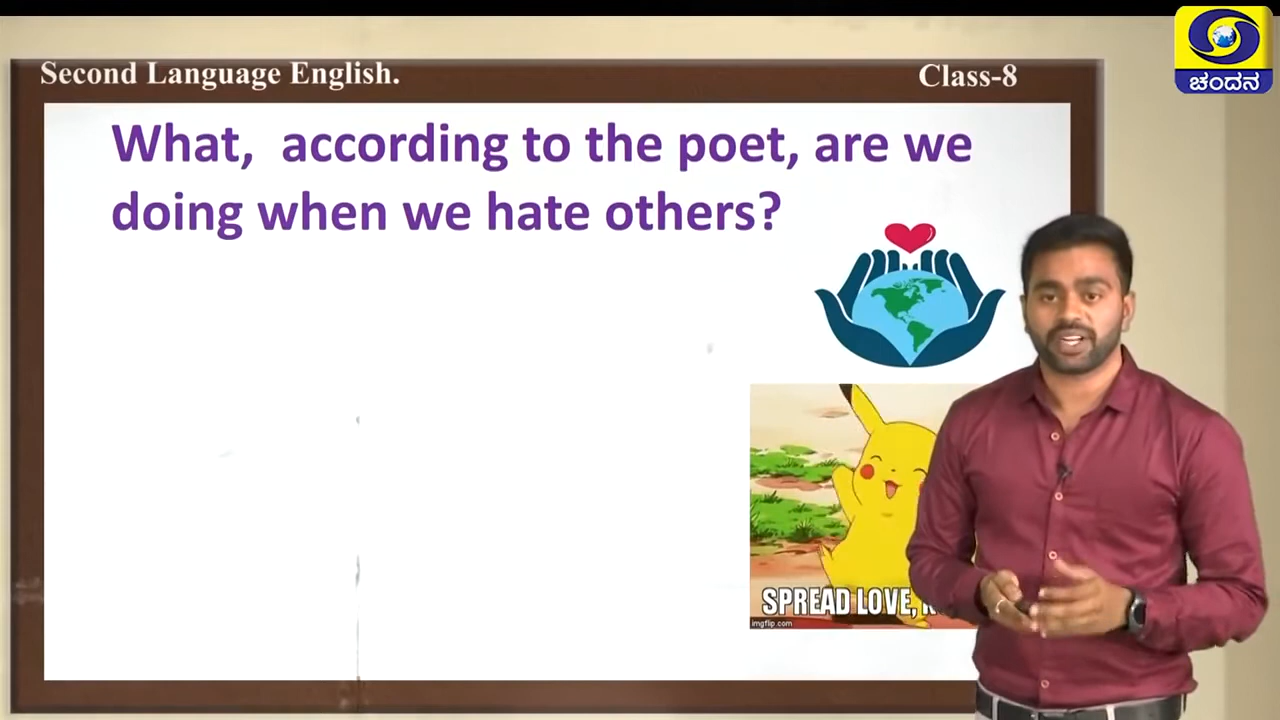 Second Language English.
Class-8
ಚಂದನ
What, according to the poet, are we
doing when we hate others?
SPREAD LOVE,
imgflip.com